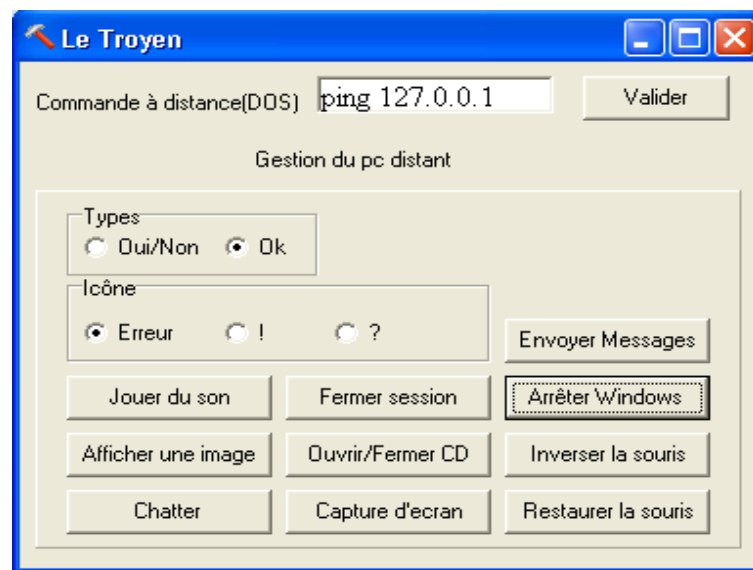 Le Troyen
Commande à distance(DOS) ping 127.0.0.1 Valider
Gestion du pc distant
Types
Oui/Non Ok
Icône
Erreur ! ? Envoyer Messages
Jouer du son Fermer session Arrêter Windows
Afficher une image Ouvrir/Fermer CD Inverser la souris
Chatter Capture d'ecran Restaurer la souris